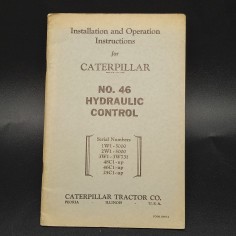 Installation and Operation
Instructions
for
CATERPILLAR
NO. 46
HYDRAULIC
CONTROL
Serial Numbers
CATERPILLAR TRACTOR CO.
PEORIA ILLINOIS U.S.A.